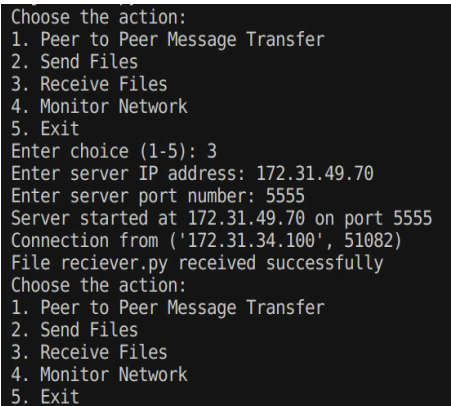 Choose the action:
1. Peer to Peer Message Transfer
2. Send Files
3. Receive Files
4. Monitor Network
5. Exit
Enter choice (1-5): 3
Enter server IP address: 172.31.49.70
Enter server port number: 5555
Server started at 172.31.49.70 on port 5555
Connection from ('172.31.34.100', 51082)
File reciever.py received successfully
Choose the action:
1. Peer to Peer Message Transfer
2. Send Files
3. Receive Files
4. Monitor Network
5. Exit